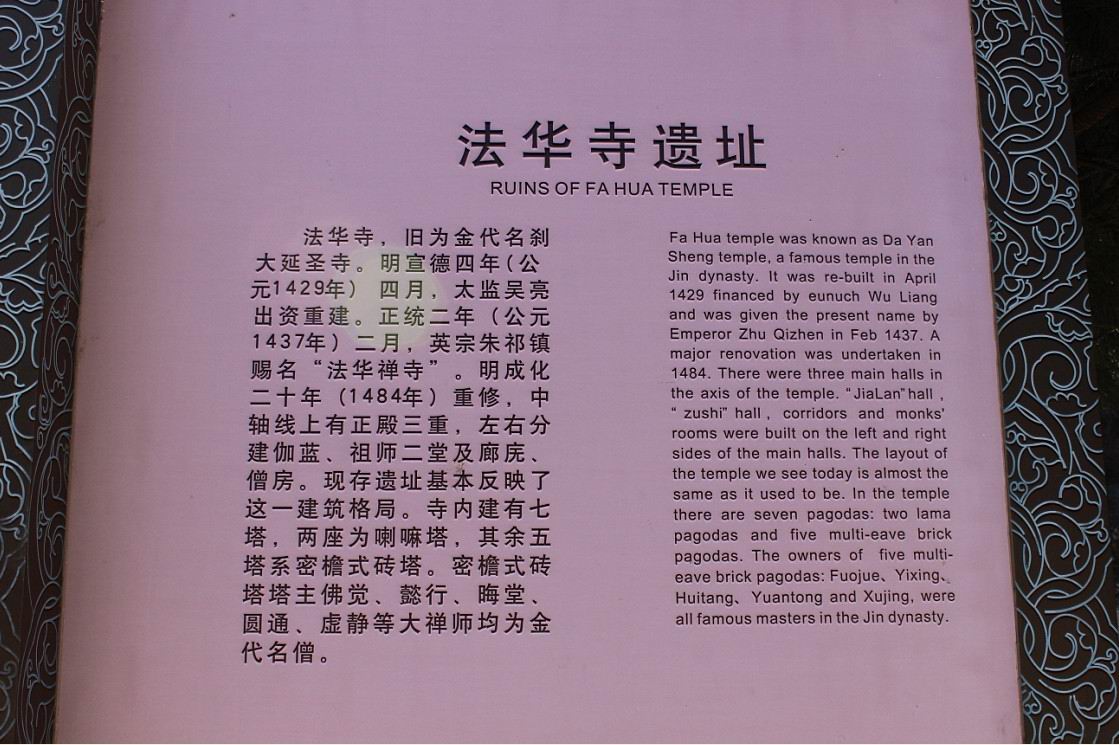 法华寺遗址
RUINS OF FA HUA TEMPLE
法华寺，旧为金代名刹
大延圣寺。明宣德四年（公
元1429年） 四月，太监吴亮
出资重建。正统二年（公元
1437年）二月，英宗朱祁镇
赐名“法华禅寺”。明成化
二十年（1484年）重修，中
轴线上有正殿三重，左右分
建伽蓝、祖师二堂及廊庑、
僧房。现存遗址基本反映了
这一建筑格局。寺内建有七
塔，两座为喇嘛塔，其余五
塔系密檐式砖塔。密檐式砖
塔塔主佛觉、懿行、晦堂、
圆通、虚静等大禅师均为金
代名僧。
Fa Hua temple was known as Da Yan
Sheng temple, a famous temple in the
Jin dynasty. It was re-built in April
1429 financed by eunuch Wu Liang
and was given the present name by
Emperor Zhu Qizhen in Feb 1437. A
major renovation was undertaken in
1484. There were three main halls in
the axis of the temple. “JiaLan” hall ,
“ zushi” hall , corridors and monks'
rooms were built on the left and right
sides of the main halls. The layout of
the temple we see today is almost the
same as it used to be. In the temple
there are seven pagodas: two lama
pagodas and five multi-eave brick
pagodas. The owners of five multi-
eave brick pagodas: Fuojue、Yixing、
Huitang、Yuantong and Xujing, were
all famous masters in the Jin dynasty.